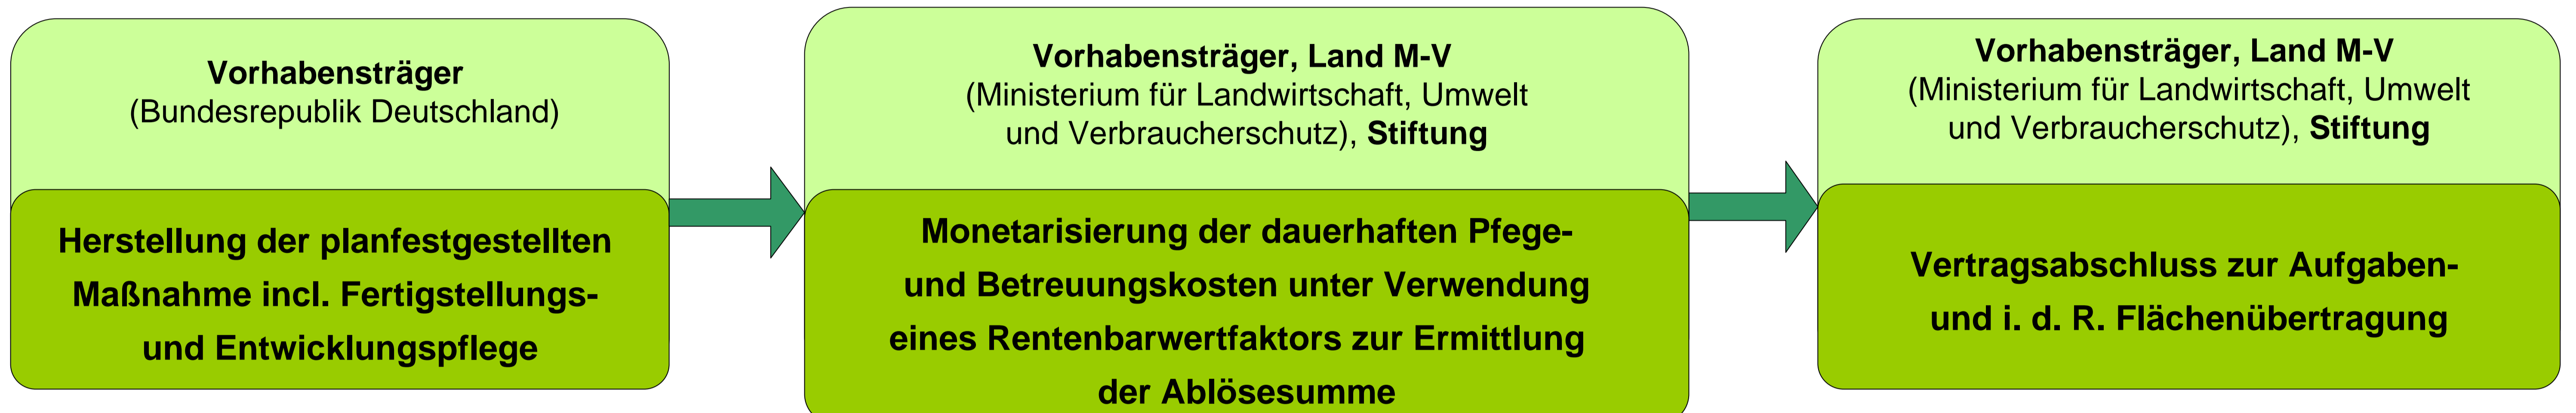 Vorhabensträger
(Bundesrepublik Deutschland)
Herstellung der planfestgestellten
Maßnahme incl. Fertigstellungs-
und Entwicklungspflege
Vorhabensträger, Land M-V
(Ministerium für Landwirtschaft, Umwelt
und Verbraucherschutz), Stiftung
Monetarisierung der dauerhaften Pfege-
und Betreuungskosten unter Verwendung
eines Rentenbarwertfaktors zur Ermittlung
der Ablösesumme
Vorhabensträger, Land M-V
(Ministerium für Landwirtschaft, Umwelt
und Verbraucherschutz), Stiftung
Vertragsabschluss zur Aufgaben-
und i. d. R. Flächenübertragung